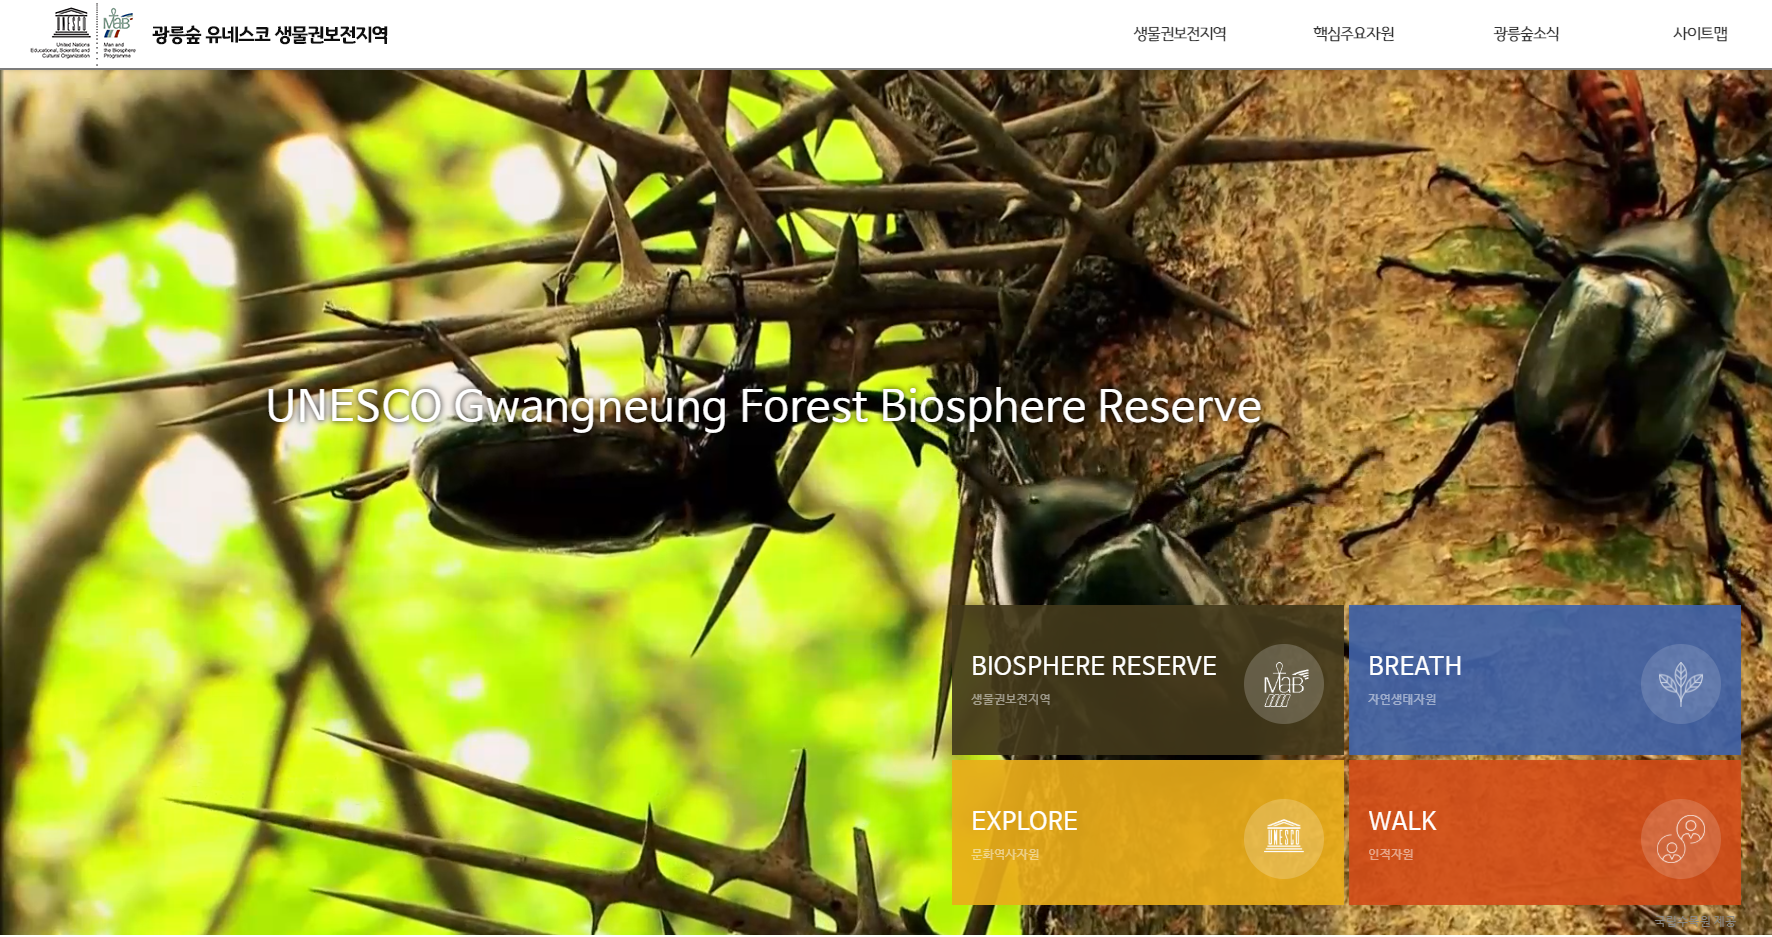 United Nations
Educational, Scientific and
Cultural Organization
MaB
Man and
the Biosphere
Programme
광릉숲 유네스코 생물권보전지역
생물권보전지역
핵심주요자원
광릉숲소식
사이트맵
UNESCO Gwangneung Forest Biosphere Reserve
BIOSPHERE RESERVE
생물권보전지역
MaB
BREATH
자연생태자원
EXPLORE
문화역사자원
UNESCO
WALK
인적자원